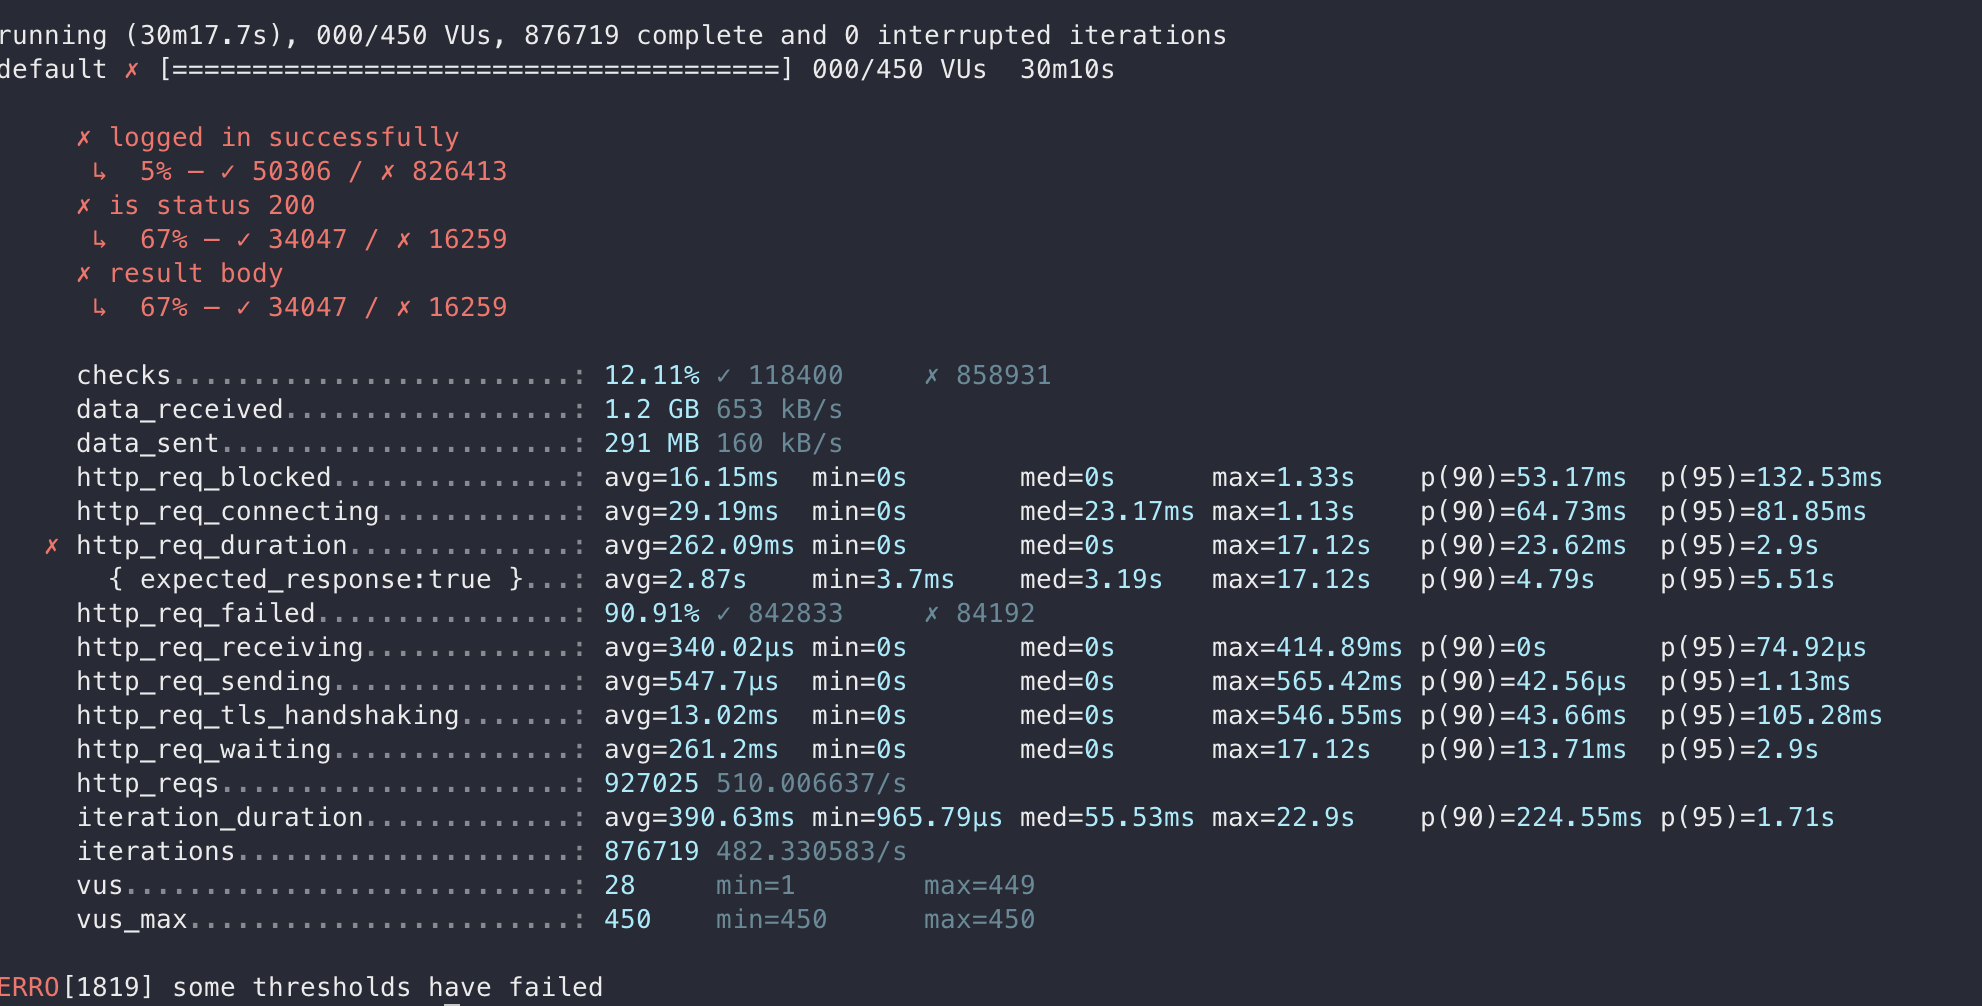 running (30m17.7s), 000/450 VUs, 876719 complete and 0 interrupted iterations
default ✗ [======================================] 000/450 VUs  30m10s
✗ logged in successfully
↳  5% — ✓ 50306 / ✗ 826413
✗ is status 200
↳  67% — ✓ 34047 / ✗ 16259
✗ result body
↳  67% — ✓ 34047 / ✗ 16259
checks.........................: 12.11% ✓ 118400     ✗ 858931
data_received..................: 1.2 GB 653 kB/s
data_sent......................: 291 MB 160 kB/s
http_req_blocked...............: avg=16.15ms  min=0s       med=0s      max=1.33s    p(90)=53.17ms  p(95)=132.53ms
http_req_connecting............: avg=29.19ms  min=0s       med=23.17ms max=1.13s    p(90)=64.73ms  p(95)=81.85ms
✗ http_req_duration..............: avg=262.09ms min=0s       med=0s      max=17.12s   p(90)=23.62ms  p(95)=2.9s
{ expected_response:true }...: avg=2.87s    min=3.7ms    med=3.19s   max=17.12s   p(90)=4.79s    p(95)=5.51s
http_req_failed................: 90.91% ✓ 842833     ✗ 84192
http_req_receiving.............: avg=340.02µs min=0s       med=0s      max=414.89ms p(90)=0s       p(95)=74.92µs
http_req_sending...............: avg=547.7µs  min=0s       med=0s      max=565.42ms p(90)=42.56µs  p(95)=1.13ms
http_req_tls_handshaking.......: avg=13.02ms  min=0s       med=0s      max=546.55ms p(90)=43.66ms  p(95)=105.28ms
http_req_waiting...............: avg=261.2ms  min=0s       med=0s      max=17.12s   p(90)=13.71ms  p(95)=2.9s
http_reqs......................: 927025 510.006637/s
iteration_duration.............: avg=390.63ms min=965.79µs med=55.53ms max=22.9s    p(90)=224.55ms p(95)=1.71s
iterations.....................: 876719 482.330583/s
vus............................: 28     min=1        max=449
vus_max........................: 450    min=450      max=450
ERRO[1819] some thresholds have failed